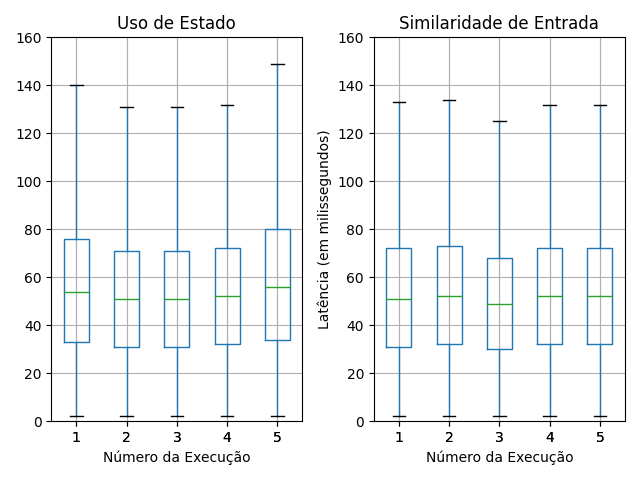 Uso de Estado
160
140
120
100
80
60
40
20
0
1 2 3 4 5
Número da Execução
Similaridade de Entrada
Latência (em milissegundos)
160
140
120
100
80
60
40
20
0
1 2 3 4 5
Número da Execução